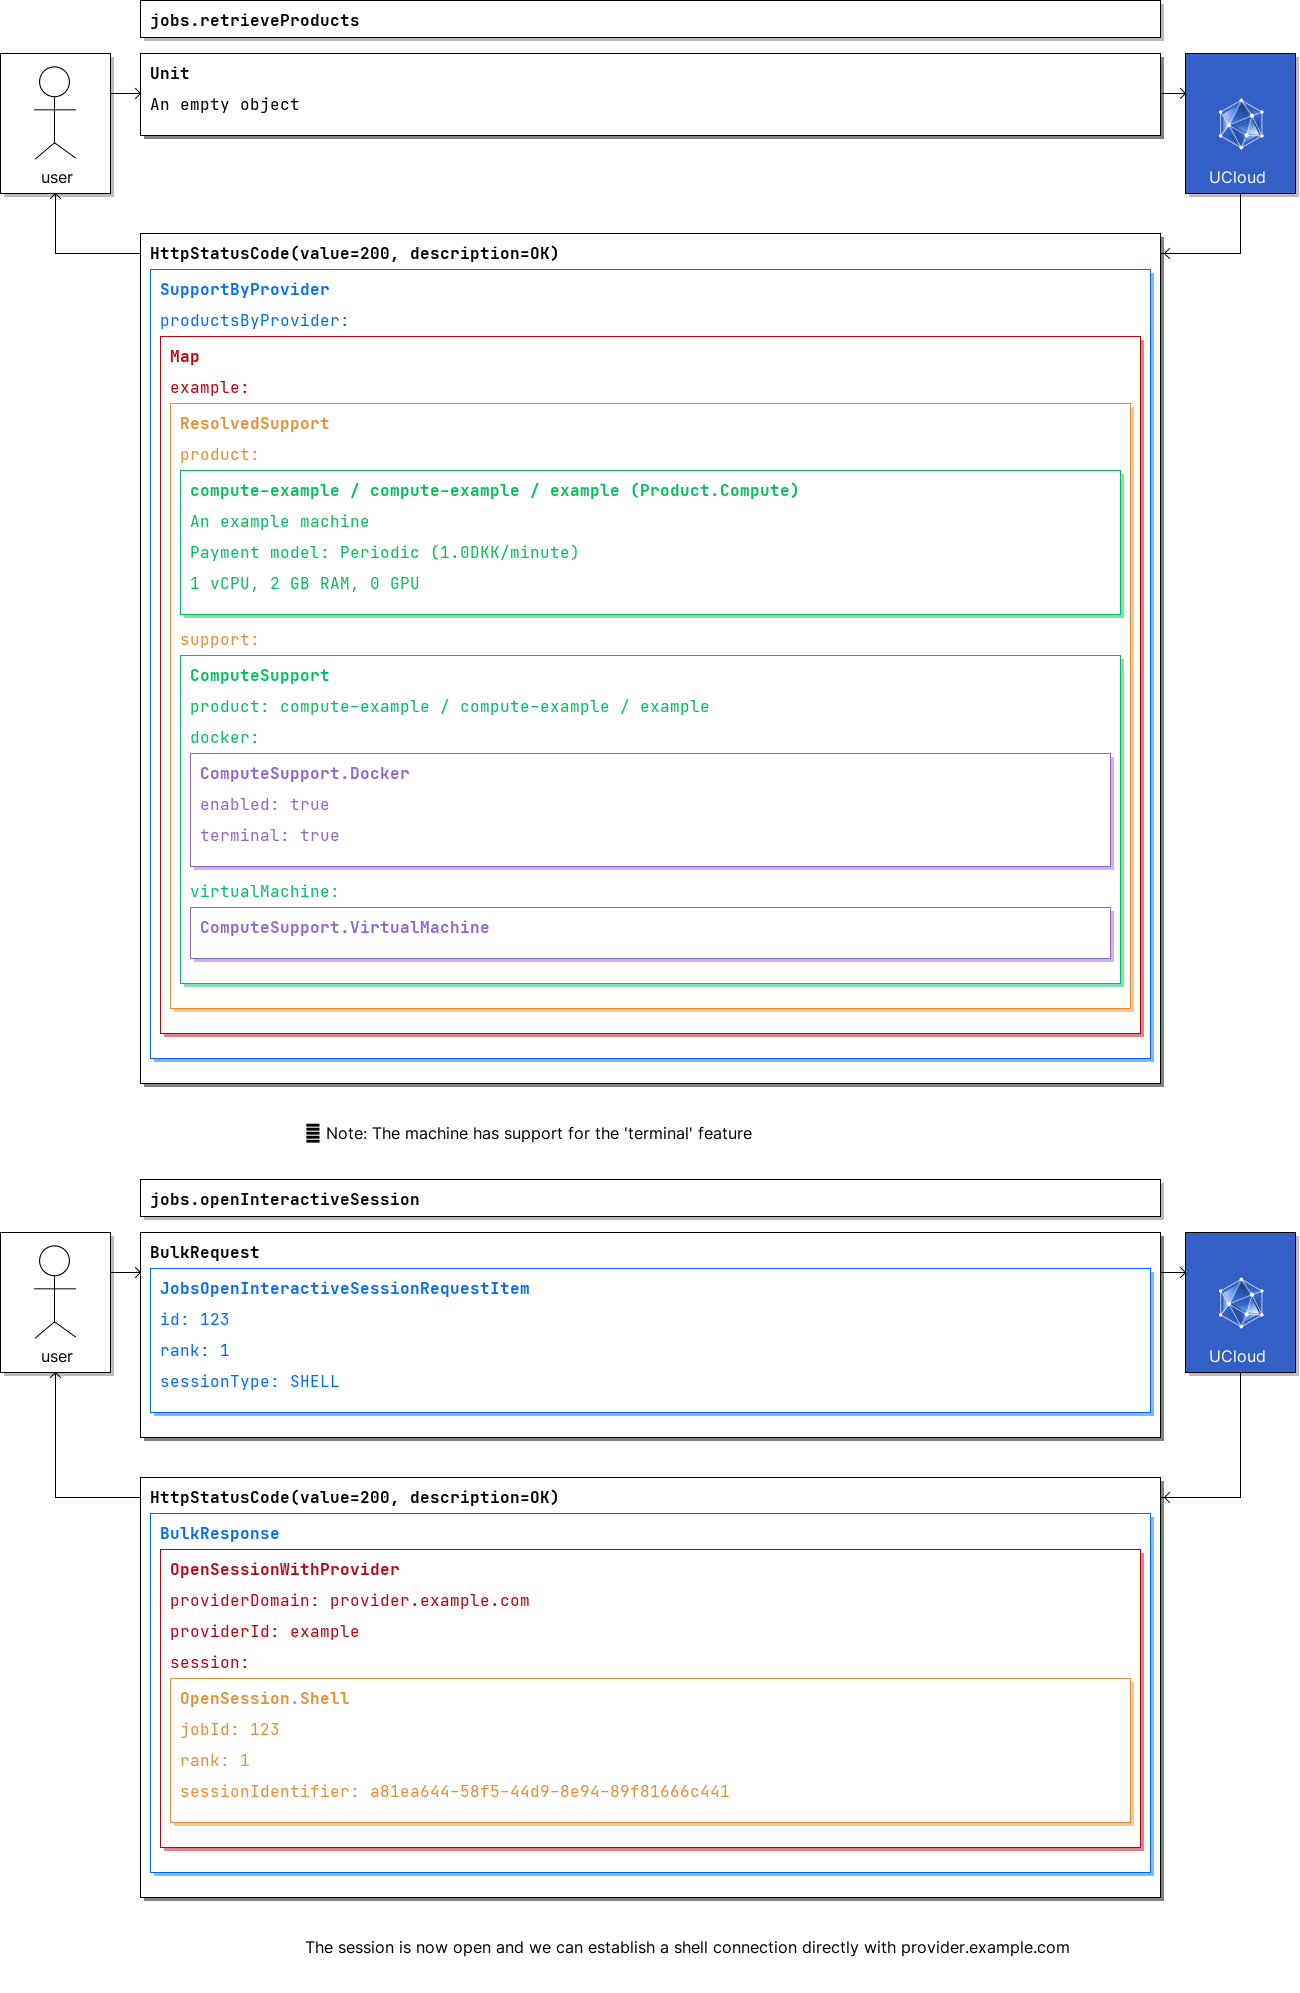 jobs.retrieveProducts
Unit
An empty object
user
UCloud
HttpStatusCode(value=200, description=OK)
SupportByProvider
productsByProvider:
Map
example:
ResolvedSupport
product:
compute-example / compute-example / example (Product.Compute)
An example machine
Payment model: Periodic (1.0DKK/minute)
1 vCPU, 2 GB RAM, 0 GPU
support:
ComputeSupport
product: compute-example / compute-example / example
docker:
ComputeSupport.Docker
enabled: true
terminal: true
virtualMachine:
ComputeSupport.VirtualMachine
Note: The machine has support for the 'terminal' feature
jobs.openInteractiveSession
BulkRequest
JobsOpenInteractiveSessionRequestItem
id: 123
rank: 1
sessionType: SHELL
user
UCloud
HttpStatusCode(value=200, description=OK)
BulkResponse
OpenSessionWithProvider
providerDomain: provider.example.com
providerId: example
session:
OpenSession.Shell
jobId: 123
rank: 1
sessionIdentifier: a81ea644-58f5-44d9-8e94-89f81666c441
The session is now open and we can establish a shell connection directly with provider.example.com